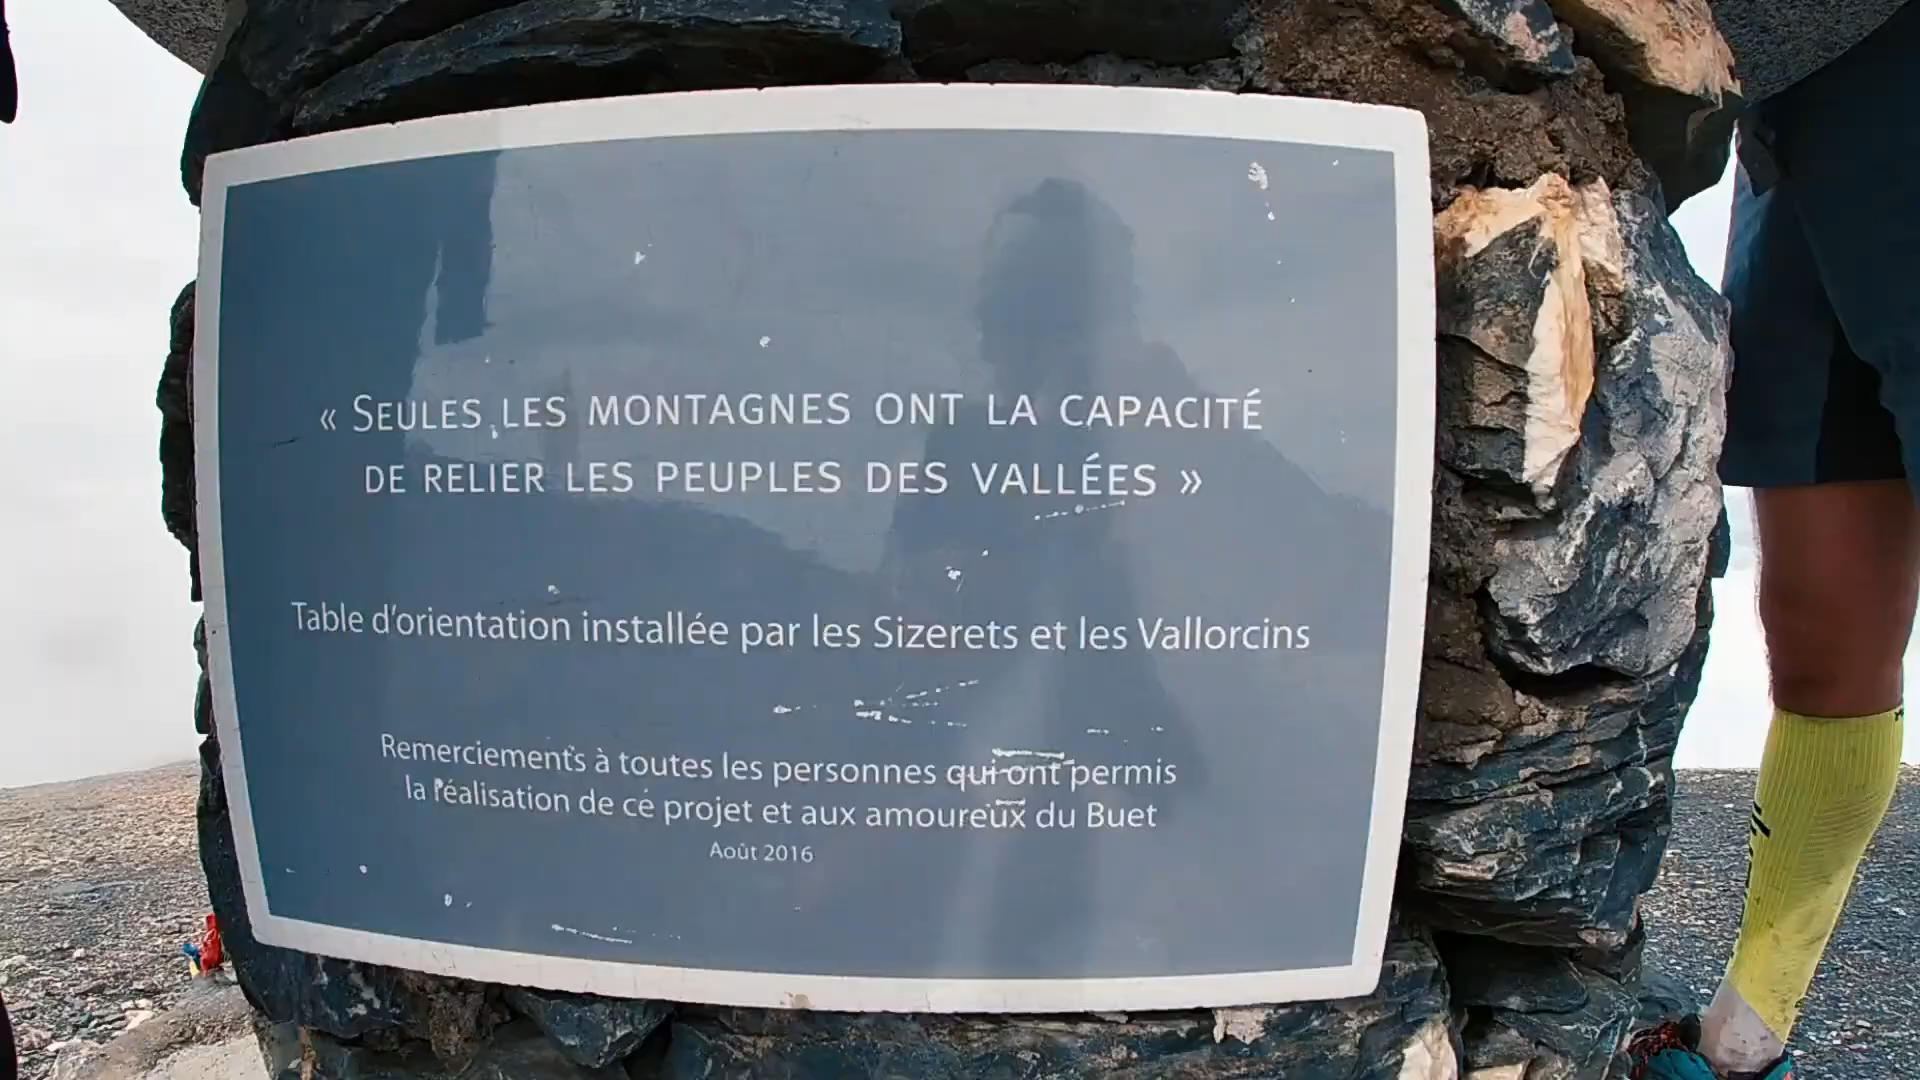 « SEULES LES MONTAGNES ONT LA CAPACITÉ
DE RELIER LES PEUPLES DES VALLÉES »
Table d'orientation installée par les Sizerets et les Vallorcins
Remerciements à toutes les personnes qui ont permis
la réalisation de ce projet et aux amoureux du Buet
Août 2016